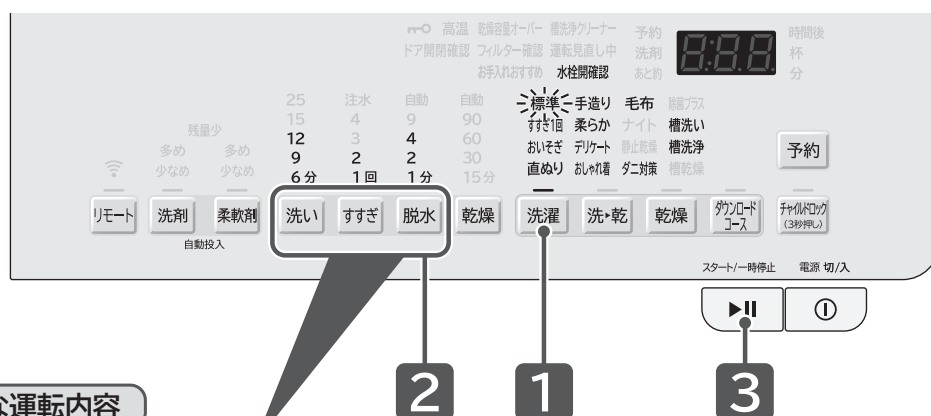 高温 乾燥容量オーバー 槽洗浄クリーナー 予約 8:8.8 時間後
ドア開閉確認 フィルター確認 運転見直し中 洗剤 杯
お手入れおすすめ 水栓開確認 あと約 分
25 注水 自動 自動 標準 手造り 毛布 除菌プラス
15 4 9 90 すすぎ1回 柔らか ナイト 槽洗い
残量少 12 3 4 60 おいそぎ デリケート 静止乾燥 槽洗浄 予約
多め 多め 9 2 2 30 直ぬり おしゃれ着 ダニ対策 槽乾燥
少なめ 少なめ 6分 1回 1分 15分
リモート 洗剤 柔軟剤 洗い すすぎ 脱水 乾燥 洗濯 洗▸乾 乾燥 ダウンロードコース チャイルドロック (3秒押し)
自動投入
スタート/一時停止 電源 切/入
2 1 3
な運転内容